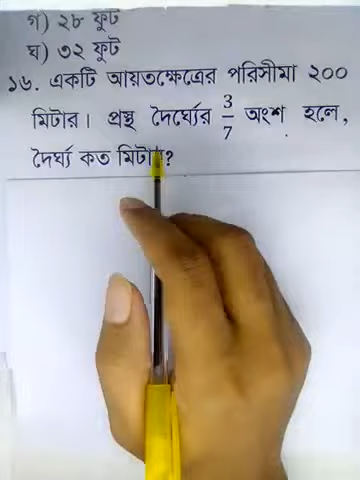 গ) ২৮ ফুট
ঘ) ৩২ ফুট
১৬. একটি আয়তক্ষেত্রের পরিসীমা ২০০
মিটার। প্রস্থ দৈর্ঘ্যের 3/7 অংশ হলে,
দৈর্ঘ্য কত মিটার?